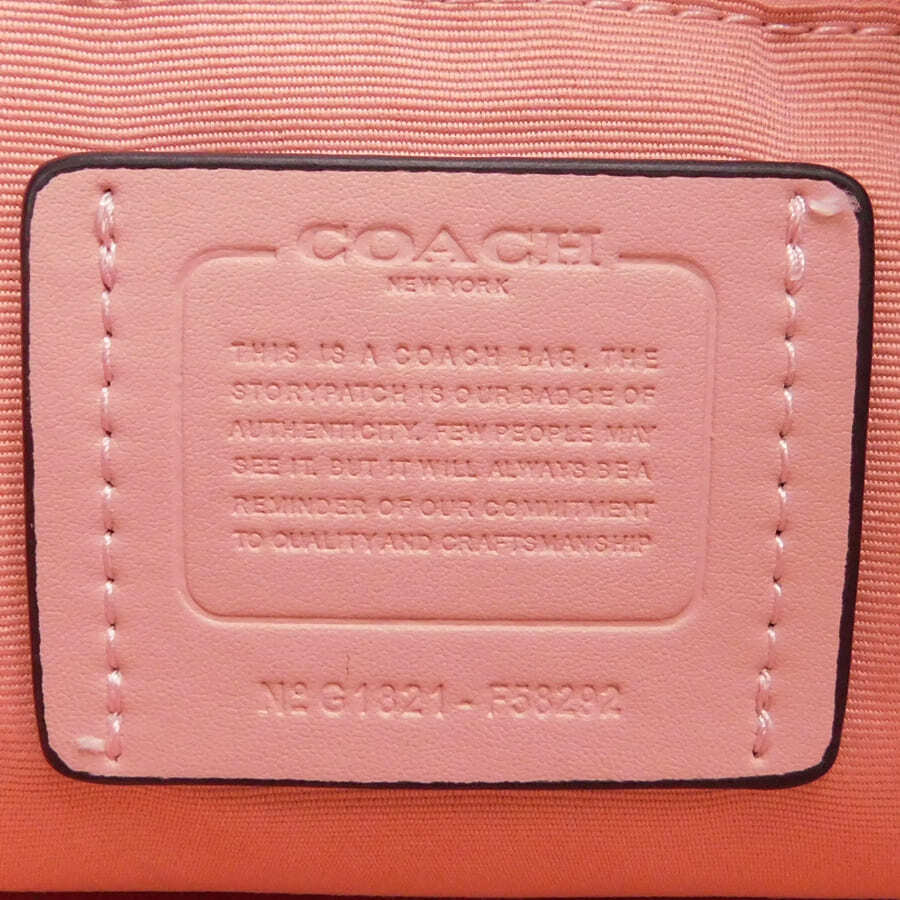 COACH
NEW YORK
THIS IS A COACH BAG. THE
STORYPATCH IS OUR BADGE OF
AUTHENTICITY. FEW PEOPLE MAY
SEE IT. BUT IT WILL ALWAYS BE A
REMINDER OF OUR COMMITMENT
TO QUALITY AND CRAFTSMANSHIP
Nº G1821-F58292